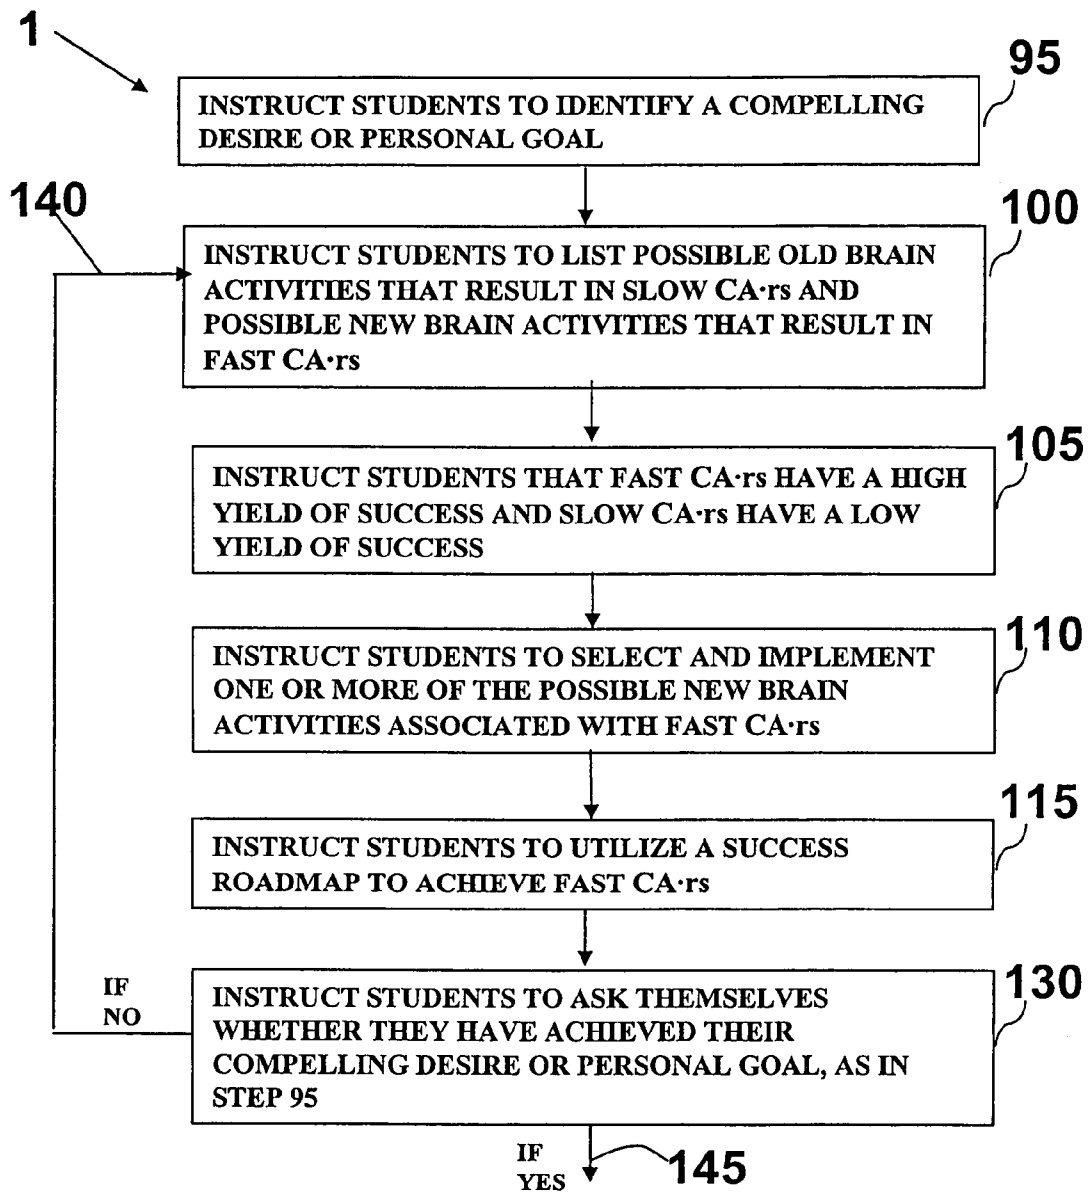 1
95
INSTRUCT STUDENTS TO IDENTIFY A COMPELLING
DESIRE OR PERSONAL GOAL
140
100
INSTRUCT STUDENTS TO LIST POSSIBLE OLD BRAIN
ACTIVITIES THAT RESULT IN SLOW CA·rs AND
POSSIBLE NEW BRAIN ACTIVITIES THAT RESULT IN
FAST CA·rs
105
INSTRUCT STUDENTS THAT FAST CA·rs HAVE A HIGH
YIELD OF SUCCESS AND SLOW CA·rs HAVE A LOW
YIELD OF SUCCESS
110
INSTRUCT STUDENTS TO SELECT AND IMPLEMENT
ONE OR MORE OF THE POSSIBLE NEW BRAIN
ACTIVITIES ASSOCIATED WITH FAST CA·rs
115
INSTRUCT STUDENTS TO UTILIZE A SUCCESS
ROADMAP TO ACHIEVE FAST CA·rs
130
IF
NO
INSTRUCT STUDENTS TO ASK THEMSELVES
WHETHER THEY HAVE ACHIEVED THEIR
COMPELLING DESIRE OR PERSONAL GOAL, AS IN
STEP 95
IF
YES
145